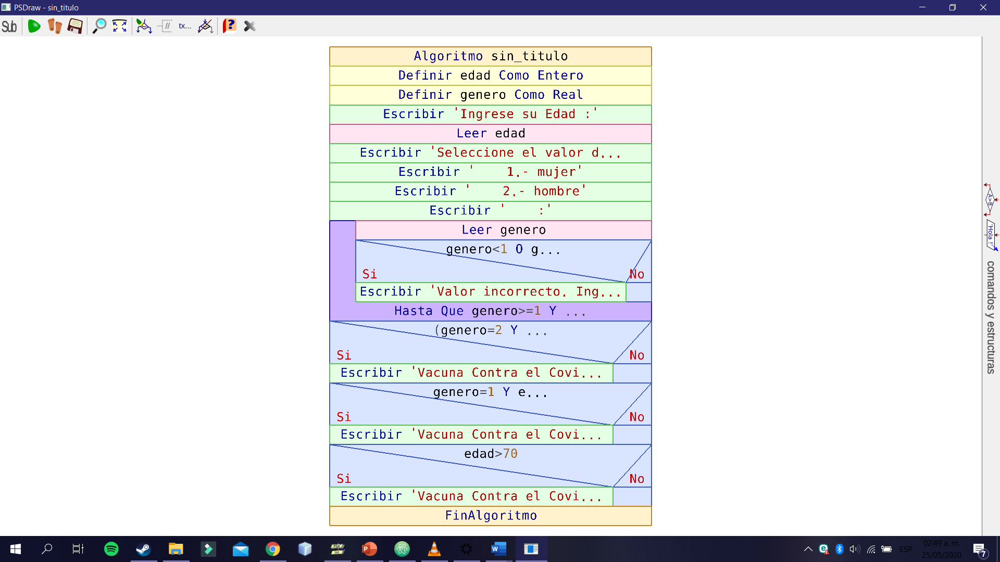 PSDraw - sin_titulo
Sub
tx...
Algoritmo sin_titulo
Definir edad Como Entero
Definir genero Como Real
Escribir 'Ingrese su Edad :'
Leer edad
Escribir 'Seleccione el valor d...
Escribir '    1.- mujer'
Escribir '    2.- hombre'
Escribir '    :'
Leer genero
genero<1 O g...
Si No
Escribir 'Valor incorrecto. Ing...
Hasta Que genero>=1 Y ...
(genero=2 Y ...
Si No
Escribir 'Vacuna Contra el Covi...
genero=1 Y e...
Si No
Escribir 'Vacuna Contra el Covi...
edad>70
Si No
Escribir 'Vacuna Contra el Covi...
FinAlgoritmo
A>B
'Hola !'
comandos y estructuras
ESP
02:49 a. m.
25/05/2020
7